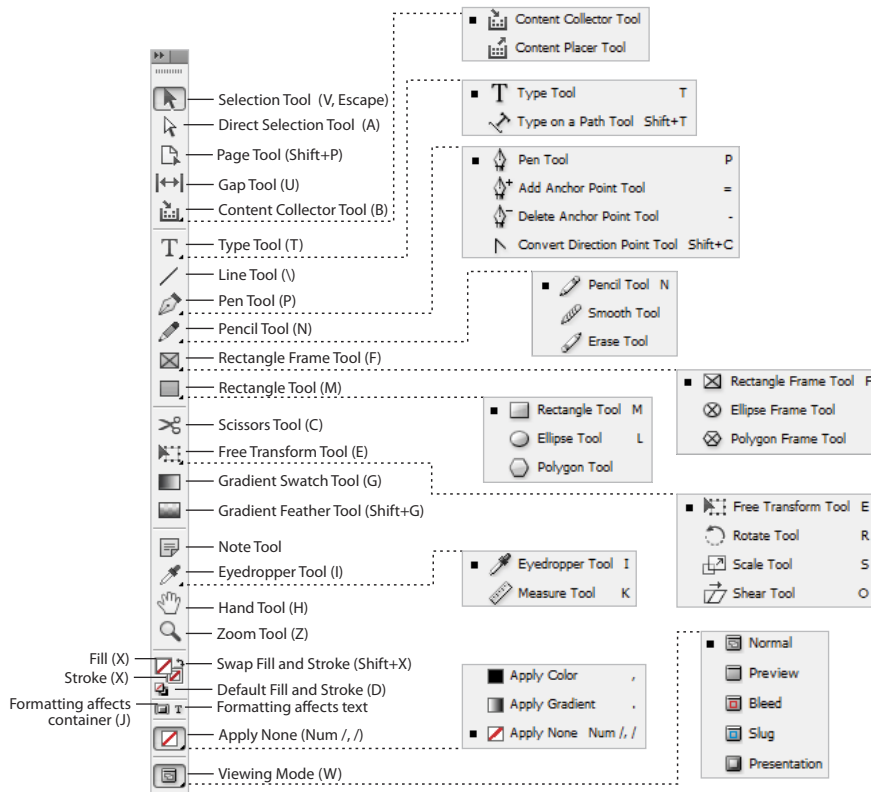 Content Collector Tool
Content Placer Tool
Selection Tool (V, Escape)
Direct Selection Tool (A)
Page Tool (Shift+P)
Gap Tool (U)
Content Collector Tool (B)
Type Tool T
Type on a Path Tool Shift+T
Pen Tool P
Add Anchor Point Tool =
Delete Anchor Point Tool -
Convert Direction Point Tool Shift+C
Type Tool (T)
Line Tool (\)
Pen Tool (P)
Pencil Tool (N)
Rectangle Frame Tool (F)
Rectangle Tool (M)
Pencil Tool N
Smooth Tool
Erase Tool
Rectangle Frame Tool F
Ellipse Frame Tool
Polygon Frame Tool
Rectangle Tool M
Ellipse Tool L
Polygon Tool
Scissors Tool (C)
Free Transform Tool (E)
Gradient Swatch Tool (G)
Gradient Feather Tool (Shift+G)
Free Transform Tool E
Rotate Tool R
Scale Tool S
Shear Tool O
Note Tool
Eyedropper Tool (I)
Hand Tool (H)
Zoom Tool (Z)
Eyedropper Tool I
Measure Tool K
Fill (X)
Stroke (X)
Swap Fill and Stroke (Shift+X)
Default Fill and Stroke (D)
Formatting affects
container (J)
Formatting affects text
Apply None (Num /, /)
Viewing Mode (W)
Apply Color ,
Apply Gradient .
Apply None Num /, /
Normal
Preview
Bleed
Slug
Presentation